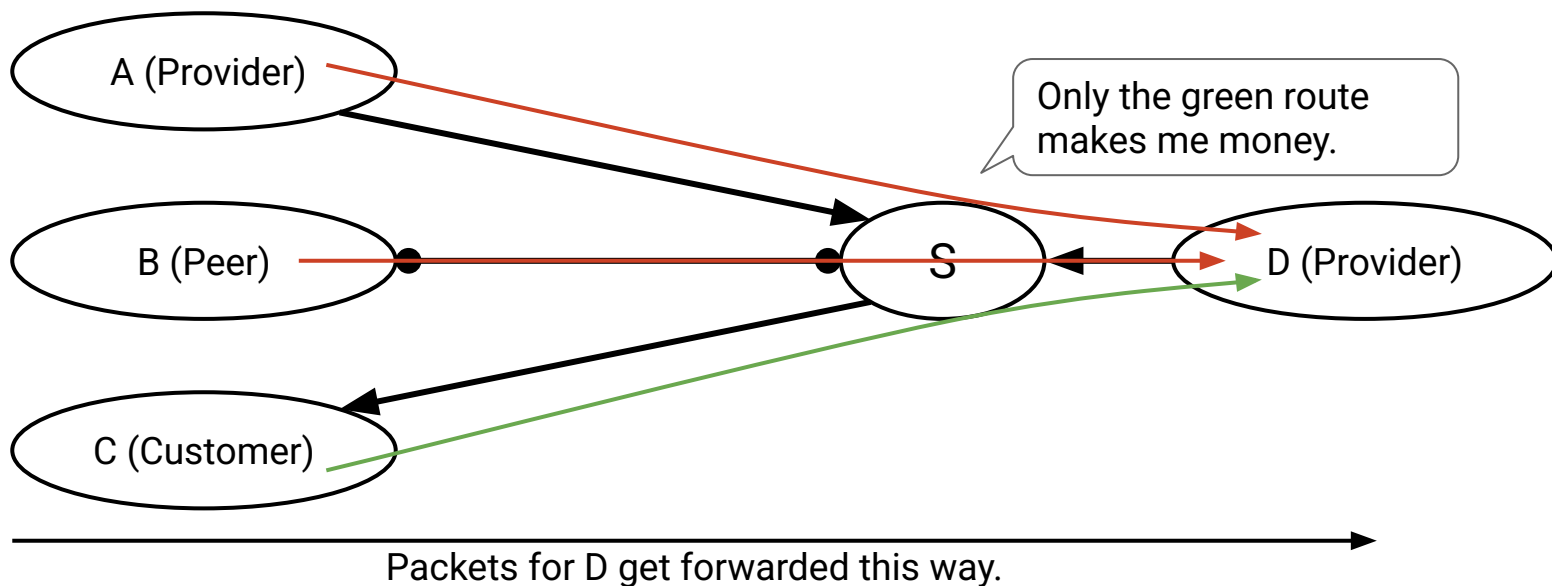 A (Provider)
Only the green route
makes me money.
B (Peer)
S
D (Provider)
C (Customer)
Packets for D get forwarded this way.